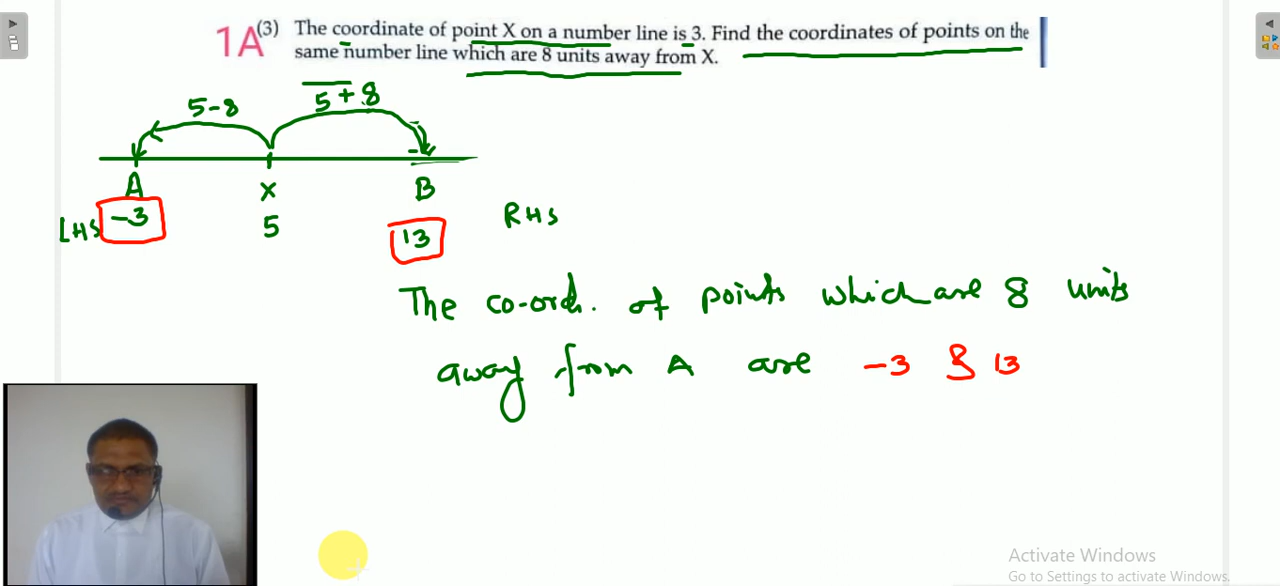 1A
(3) The coordinate of point X on a number line is 3. Find the coordinates of points on the
same number line which are 8 units away from X.
5-8
5+8
A
X
B
LHS
-3
5
13
RHS
The co-ord. of points which are 8 units
away from A are -3 & 13
Activate Windows
Go to Settings to activate Windows.